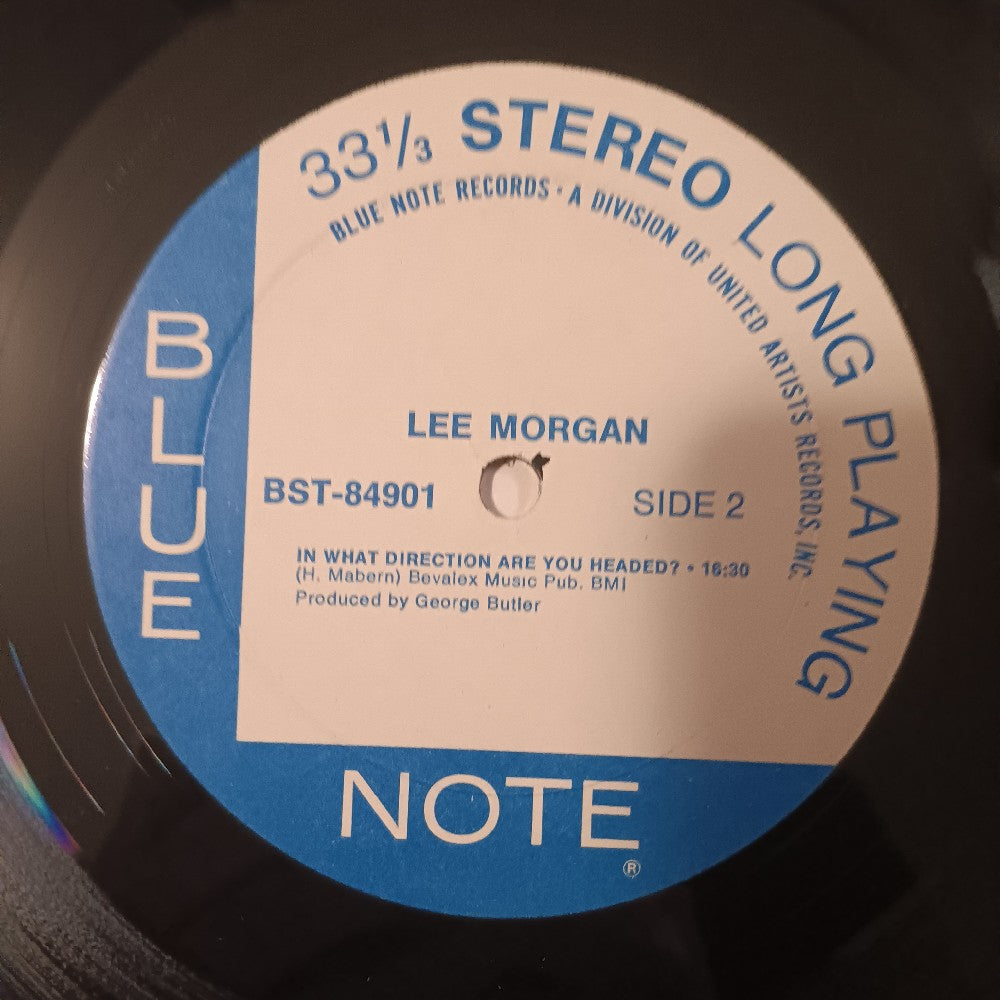 33 1/3 STEREO LONG PLAYING
BLUE NOTE RECORDS · A DIVISION OF UNITED ARTISTS RECORDS, INC.
BLUE
LEE MORGAN
BST-84901
SIDE 2
IN WHAT DIRECTION ARE YOU HEADED? • 16:30
(H. Mabern) Bevalex Music Pub. BMI
Produced by George Butler
NOTE
®